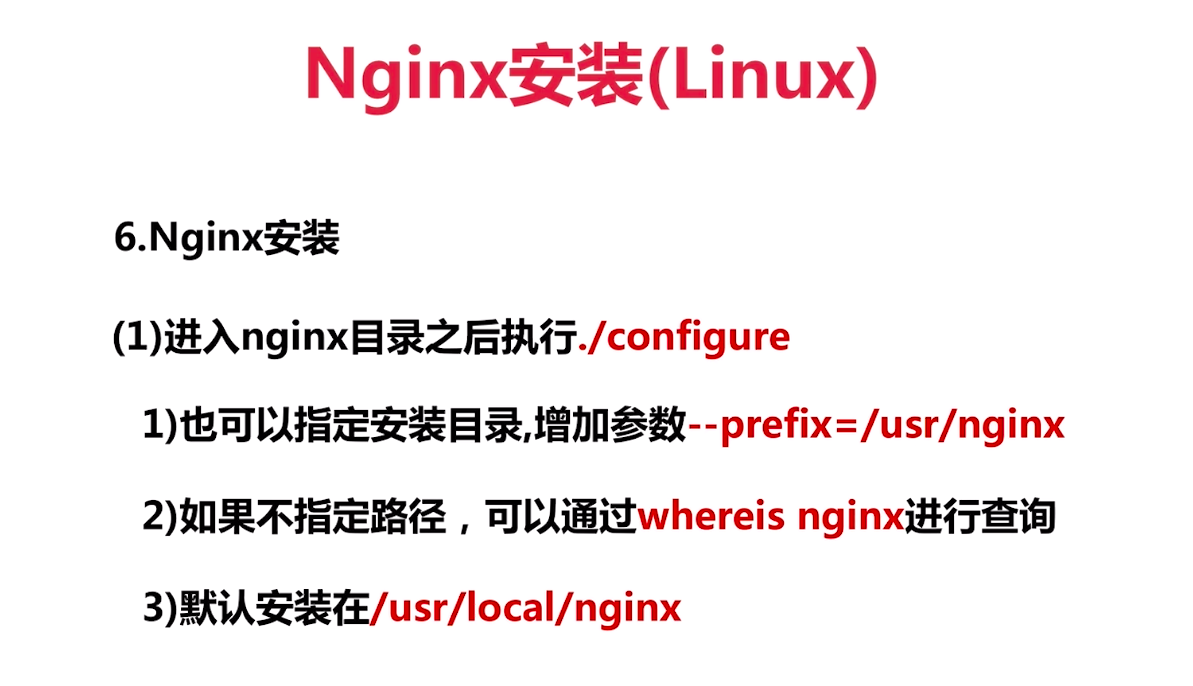 Nginx安装(Linux)
6.Nginx安装
(1)进入nginx目录之后执行./configure
1)也可以指定安装目录,增加参数--prefix=/usr/nginx
2)如果不指定路径，可以通过whereis nginx进行查询
3)默认安装在/usr/local/nginx